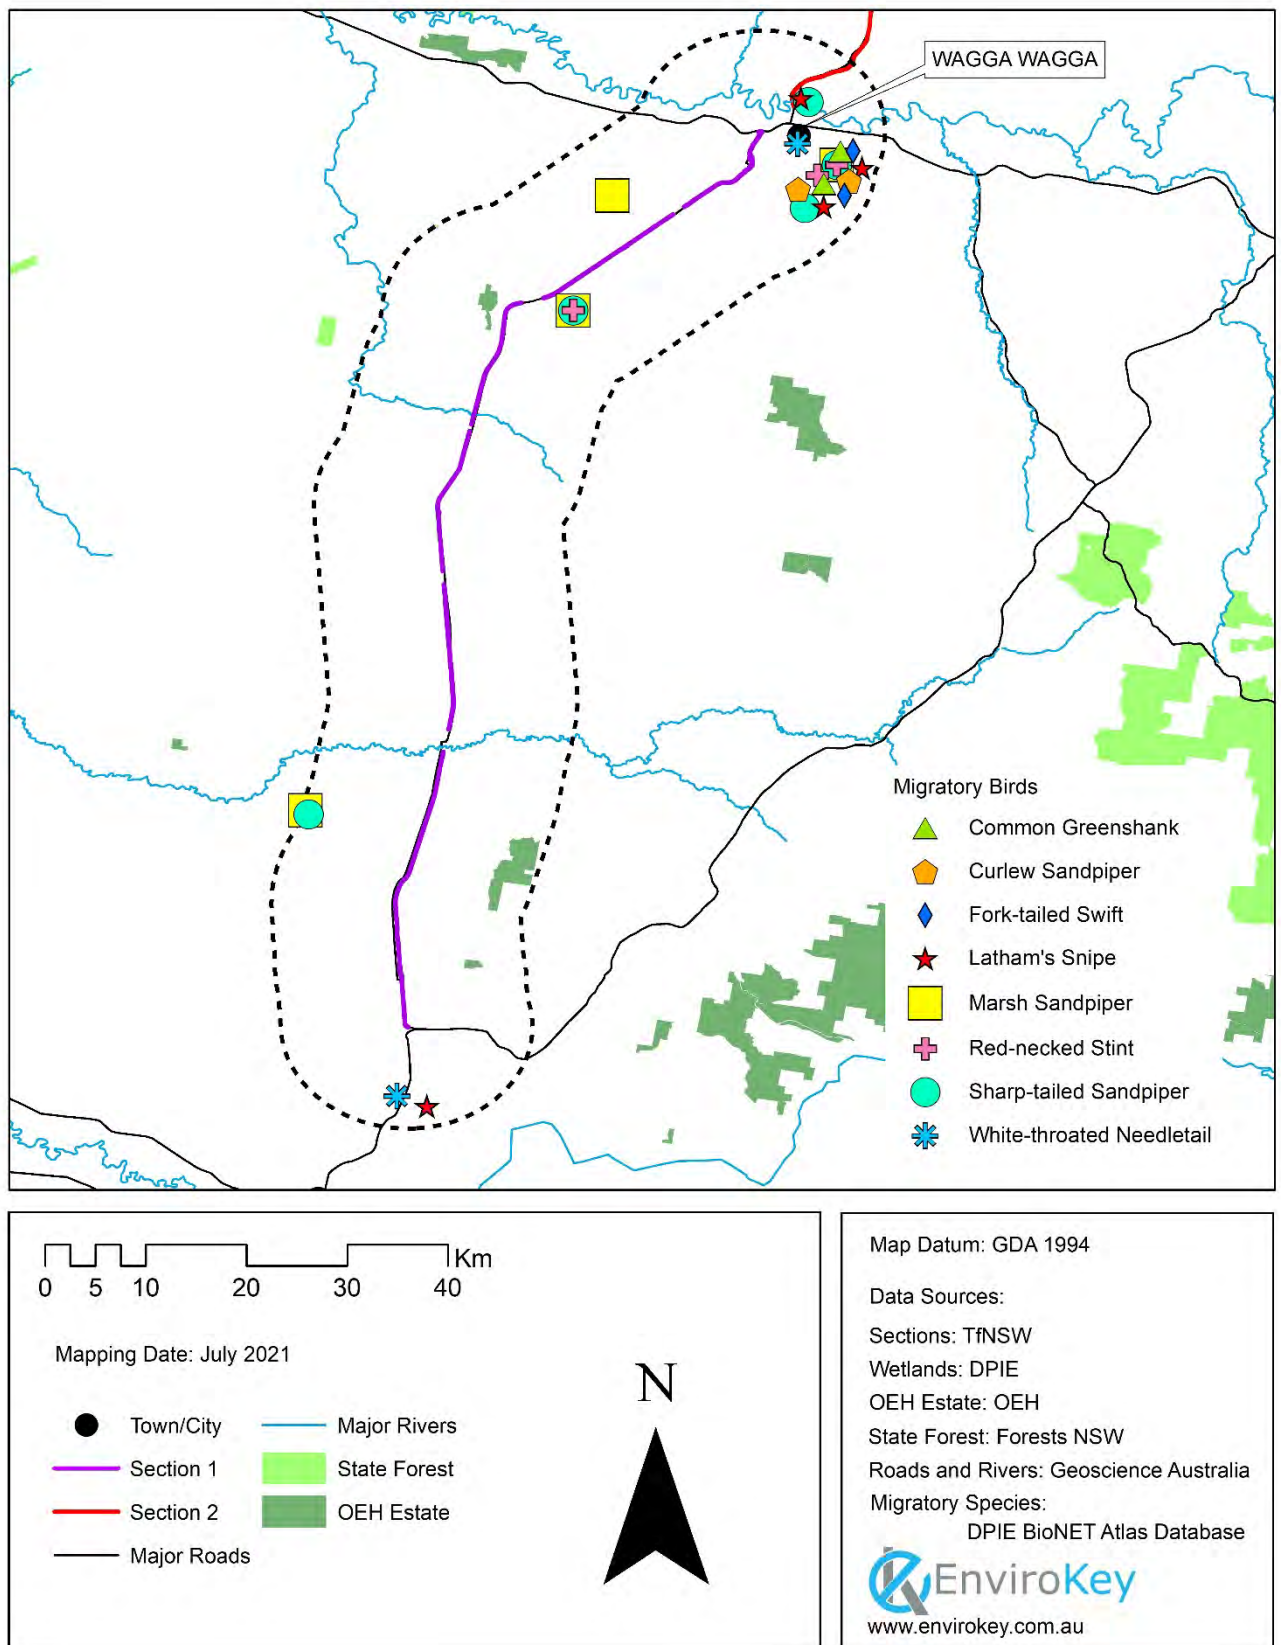 WAGGA WAGGA
Migratory Birds
Common Greenshank
Curlew Sandpiper
Fork-tailed Swift
Latham's Snipe
Marsh Sandpiper
Red-necked Stint
Sharp-tailed Sandpiper
White-throated Needletail
Km
0 5 10 20 30 40
Mapping Date: July 2021
Town/City
Section 1
Section 2
Major Roads
Major Rivers
State Forest
OEH Estate
N
Map Datum: GDA 1994
Data Sources:
Sections: TfNSW
Wetlands: DPIE
OEH Estate: OEH
State Forest: Forests NSW
Roads and Rivers: Geoscience Australia
Migratory Species:
DPIE BioNET Atlas Database
EnviroKey
www.envirokey.com.au